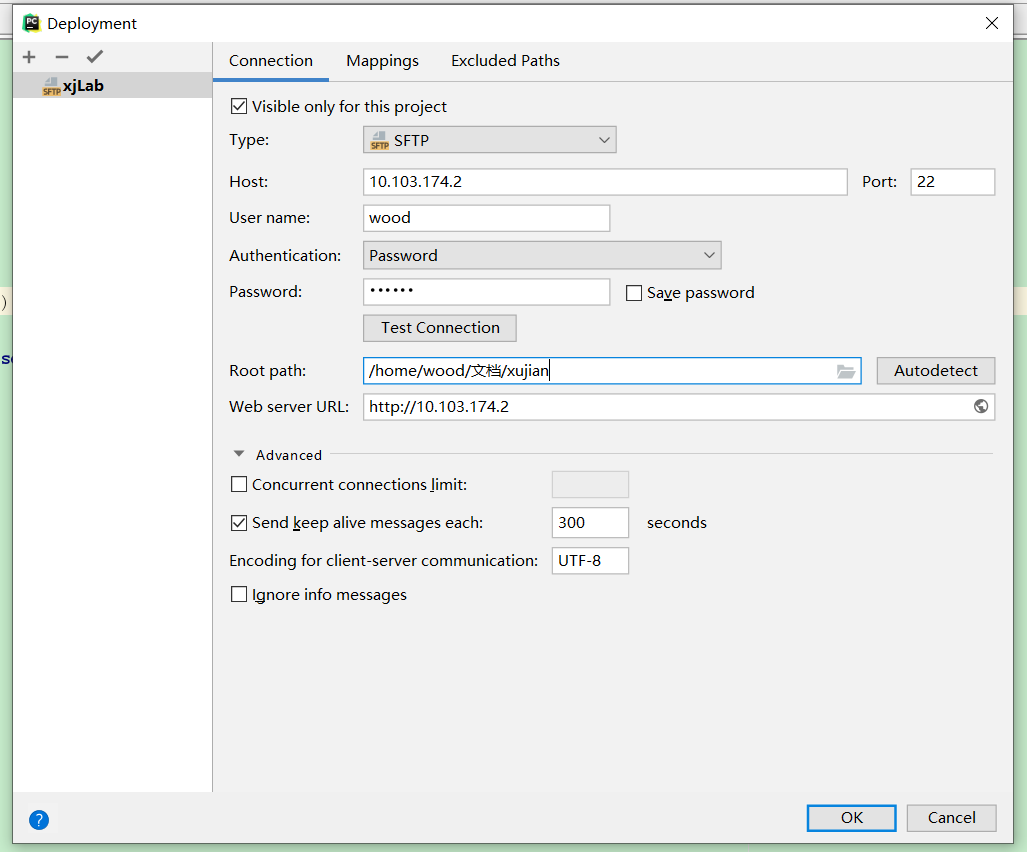 Deployment
xjLab
Connection Mappings Excluded Paths
Visible only for this project
Type: SFTP
Host: 10.103.174.2 Port: 22
User name: wood
Authentication: Password
Password: •••••• Save password
Test Connection
Root path: /home/wood/文档/xujian Autodetect
Web server URL: http://10.103.174.2
Advanced
Concurrent connections limit:
Send keep alive messages each: 300 seconds
Encoding for client-server communication: UTF-8
Ignore info messages
? OK Cancel